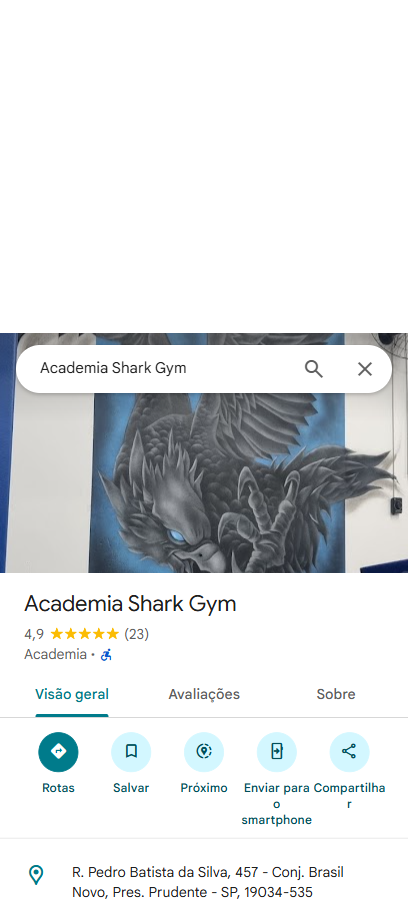 Academia Shark Gym
Academia Shark Gym
4,9 ★★★★★ (23)
Academia ·
Visão geral Avaliações Sobre
Rotas Salvar Próximo Enviar para o smartphone Compartilhar
R. Pedro Batista da Silva, 457 - Conj. Brasil
Novo, Pres. Prudente - SP, 19034-535